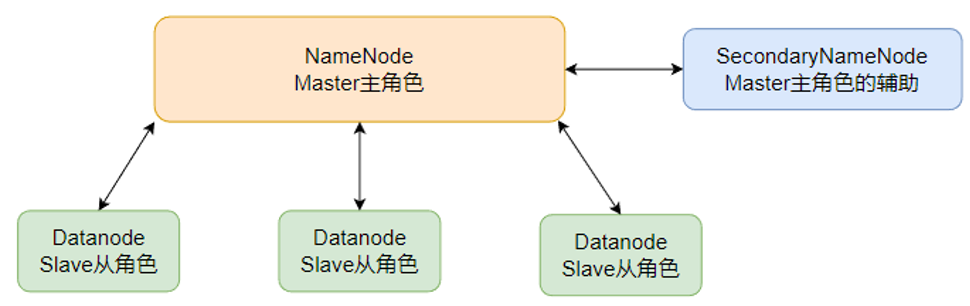 NameNode
Master主角色
SecondaryNameNode
Master主角色的辅助
Datanode
Slave从角色
Datanode
Slave从角色
Datanode
Slave从角色